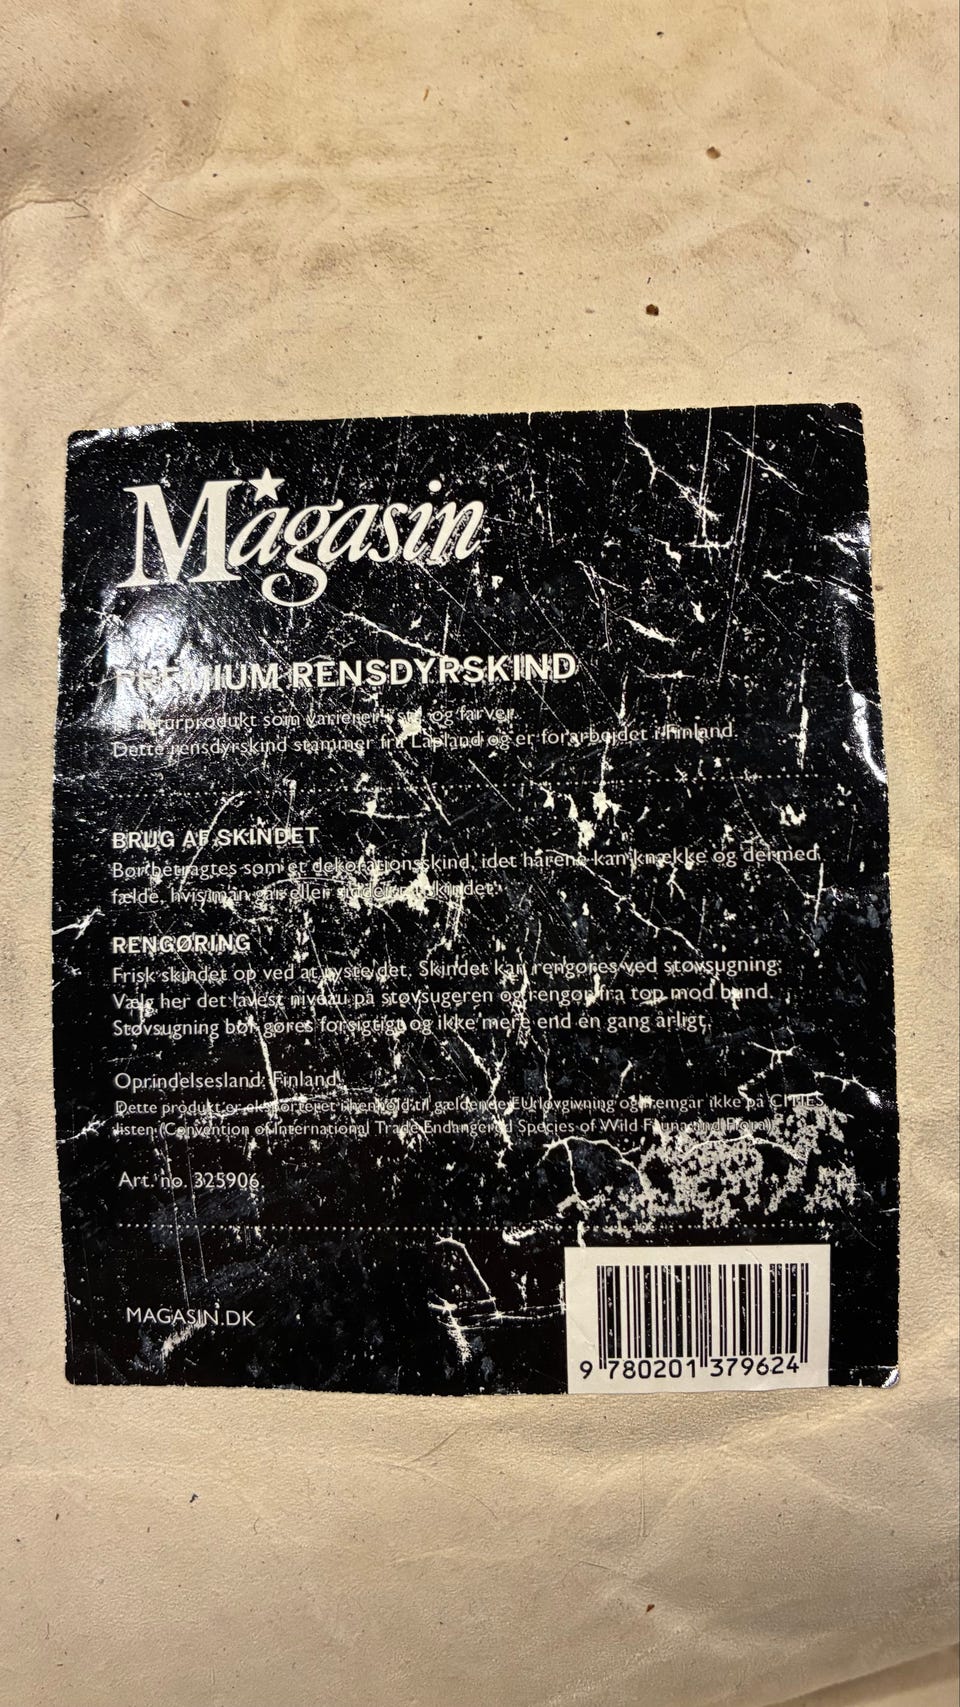 Magasin
PREMIUM RENSDYRSKIND
naturprodukt som varierer i str. og farver.
Dette rensdyrskind stammer fra Lapland og er forarbejdet i Finland.
BRUG AF SKINDET
Bør betragtes som et dekorationsskind, idet hårene kan knække og dermed
fælde, hvis man går eller sidder på skindet.
RENGØRING
Frisk skindet op ved at ryste det. Skindet kan rengøres ved støvsugning.
Vælg her det lavest niveau på støvsugeren og rengør fra top mod bund.
Støvsugning bør gøres forsigtigt og ikke mere end én gang årligt.
Oprindelsesland: Finland
Dette produkt er eksporteret i henhold til gældende EU lovgivning og fremgår ikke på CITIES
listen (Convention of International Trade Endangered Species of Wild Fauna and Flora).
Art. no. 325906
MAGASIN.DK
9 780201 379624